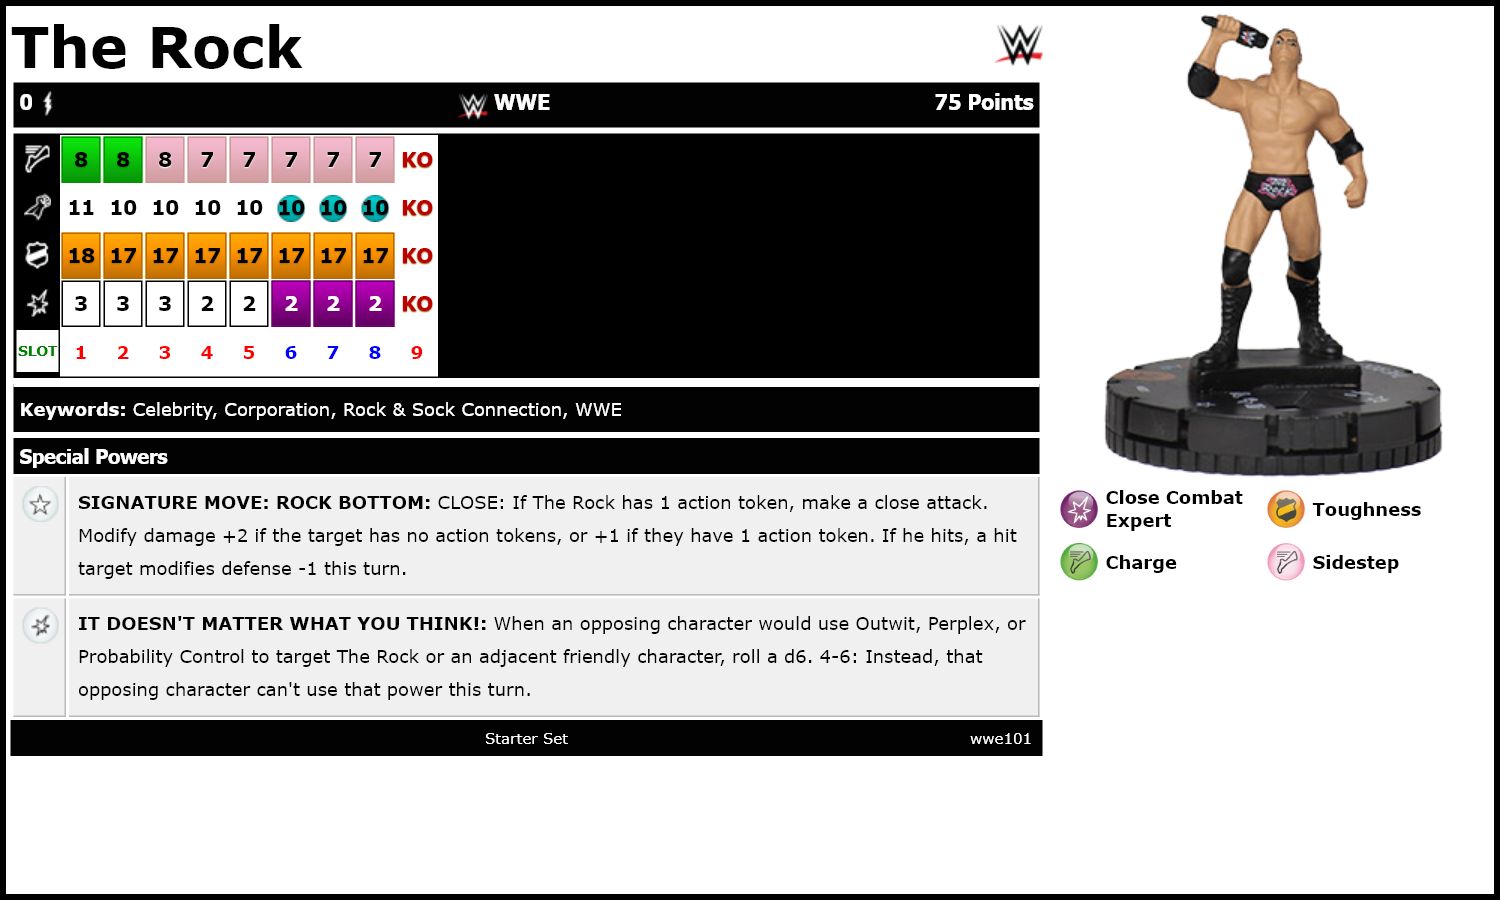 The Rock
W
0 WWE 75 Points
8 8 8 7 7 7 7 7 KO
11 10 10 10 10 10 10 10 KO
18 17 17 17 17 17 17 17 KO
3 3 3 2 2 2 2 2 KO
SLOT 1 2 3 4 5 6 7 8 9
Keywords: Celebrity, Corporation, Rock & Sock Connection, WWE
Special Powers
SIGNATURE MOVE: ROCK BOTTOM: CLOSE: If The Rock has 1 action token, make a close attack.
Modify damage +2 if the target has no action tokens, or +1 if they have 1 action token. If he hits, a hit
target modifies defense -1 this turn.
IT DOESN'T MATTER WHAT YOU THINK!: When an opposing character would use Outwit, Perplex, or
Probability Control to target The Rock or an adjacent friendly character, roll a d6. 4-6: Instead, that
opposing character can't use that power this turn.
Starter Set wwe101
Close Combat
Expert
Toughness
Charge
Sidestep